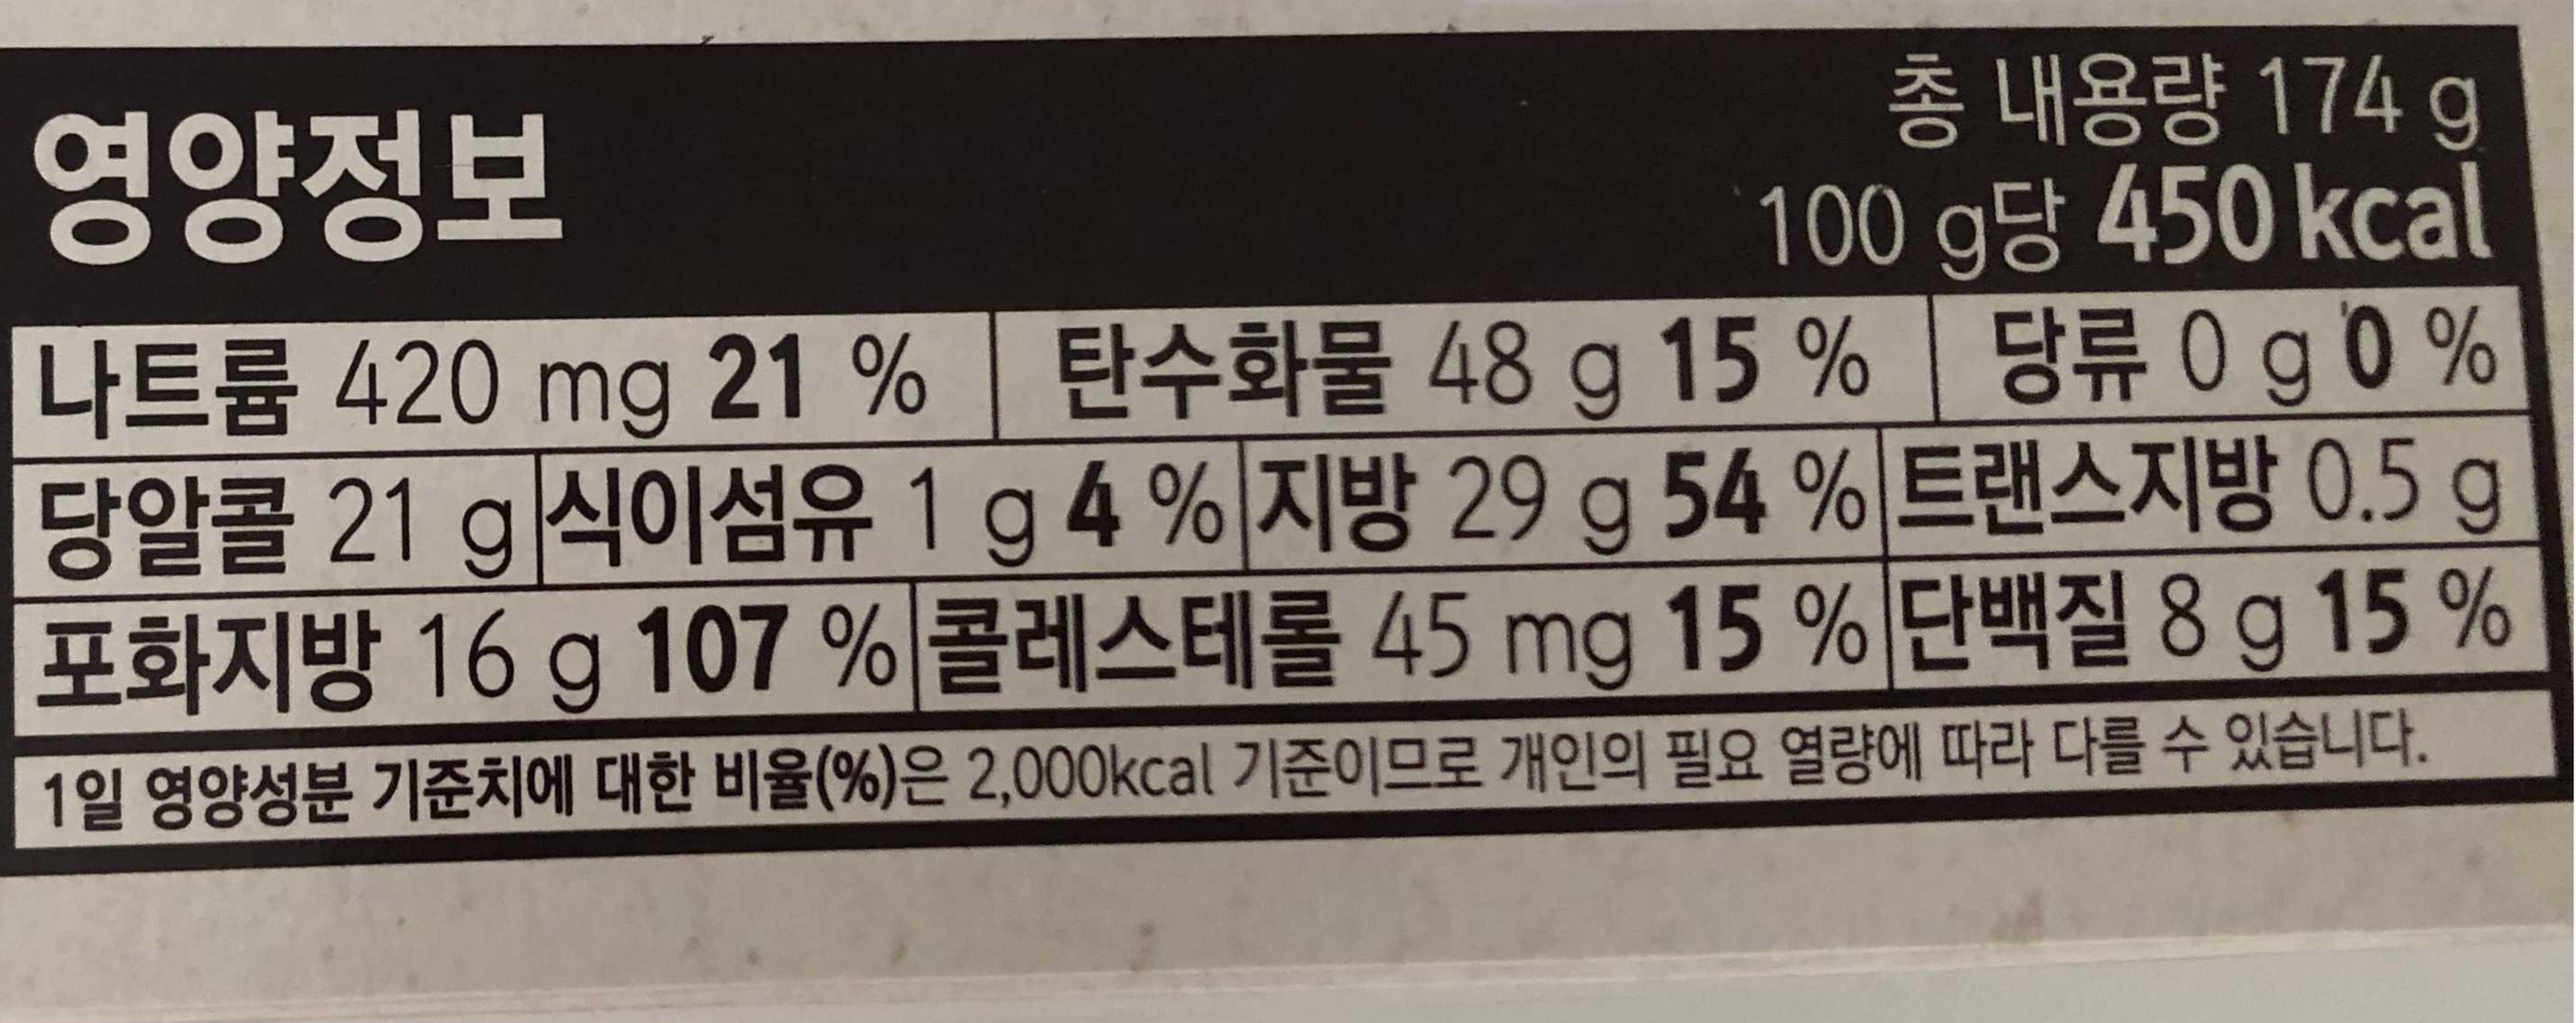 영양정보
총 내용량 174 g
100 g당 450 kcal
나트륨 420 mg 21 % 탄수화물 48 g 15 % 당류 0 g 0 %
당알콜 21 g 식이섬유 1 g 4 % 지방 29 g 54 % 트랜스지방 0.5 g
포화지방 16 g 107 % 콜레스테롤 45 mg 15 % 단백질 8 g 15 %
1일 영양성분 기준치에 대한 비율(%)은 2,000kcal 기준이므로 개인의 필요 열량에 따라 다를 수 있습니다.